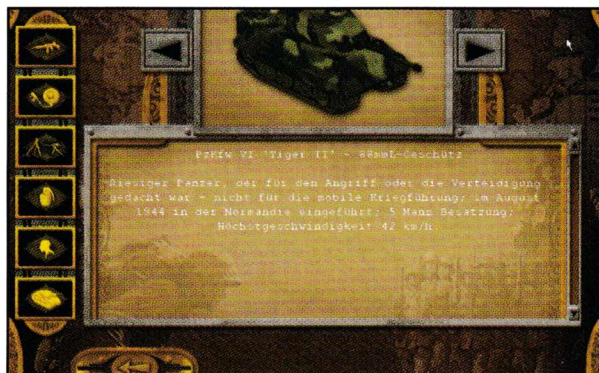 PzKfw VI 'Tiger II' - 88mmL-Geschütz
Riesiger Panzer, der für den Angriff oder die Verteidigung
gedacht war - nicht für die mobile Kriegführung; im August
1944 in der Normandie eingeführt; 5 Mann Besatzung;
Höchstgeschwindigkeit 42 km/h.